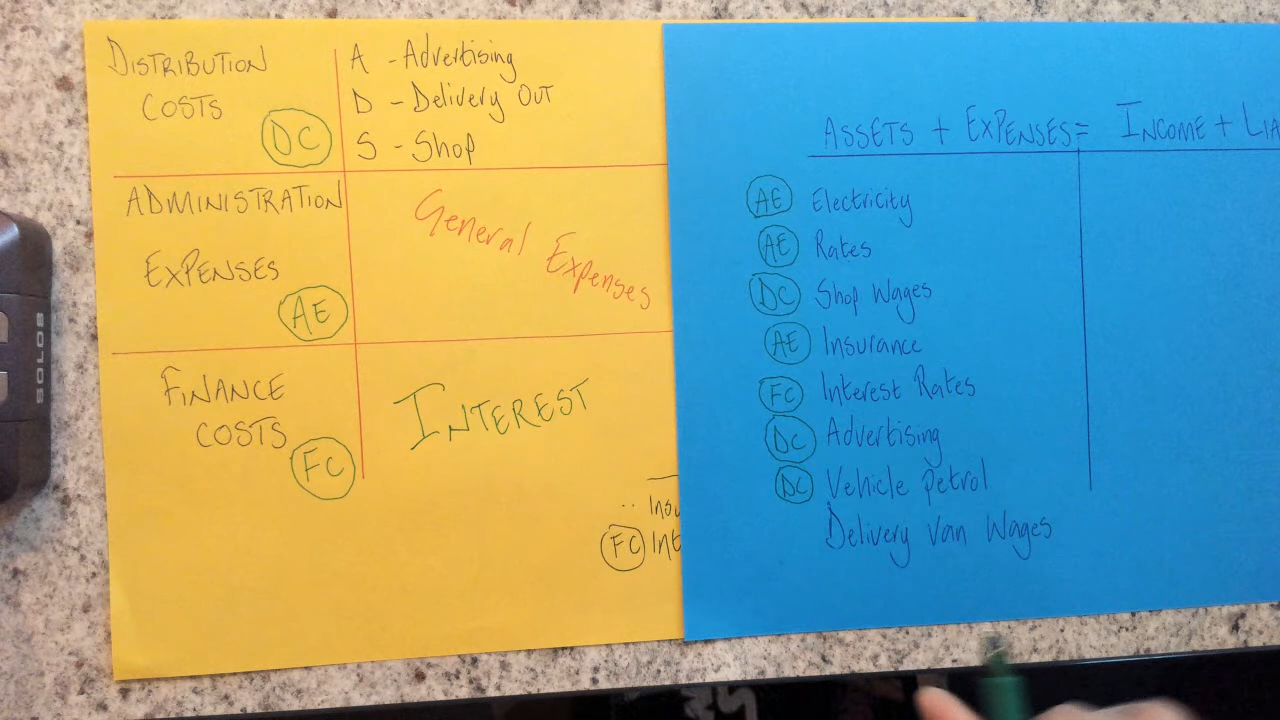 DISTRIBUTION
COSTS
DC
A - Advertising
D - Delivery Out
S - Shop
ADMINISTRATION
EXPENSES
AE
General Expenses
FINANCE
COSTS
FC
INTEREST
FC Int
SOLO8
ASSETS + EXPENSES = INCOME + LIA
AE Electricity
AE Rates
DC Shop Wages
AE Insurance
FC Interest Rates
DC Advertising
DC Vehicle Petrol
Delivery Van Wages